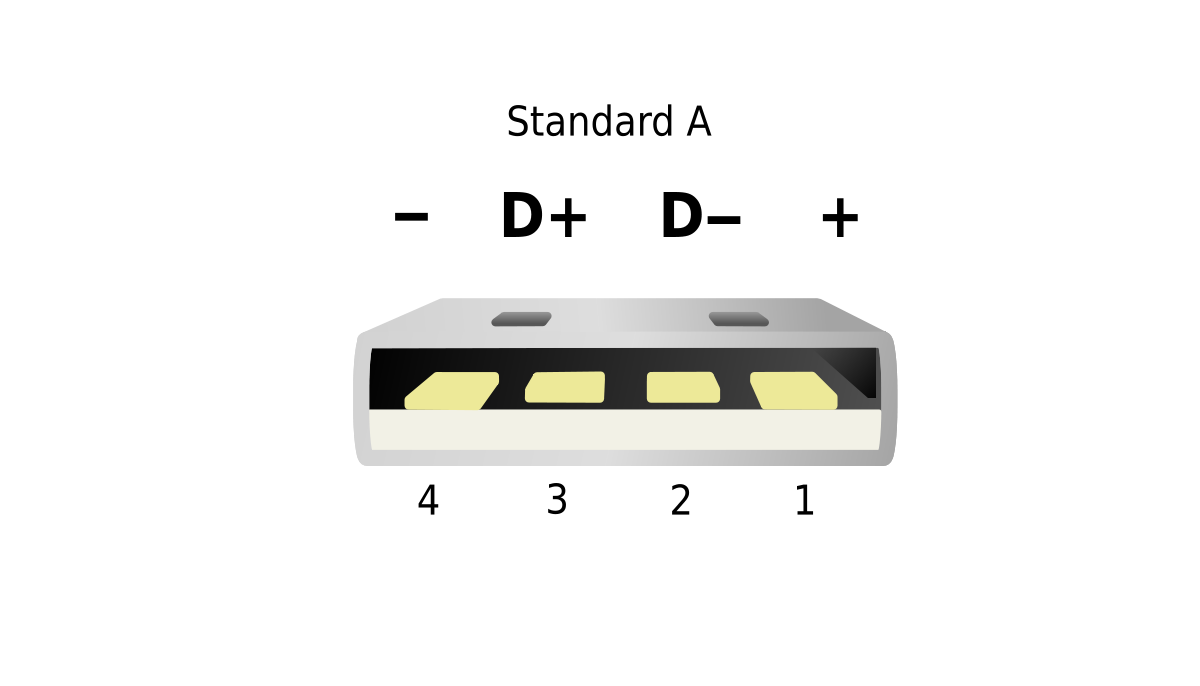 Standard A
– D+ D– +
4 3 2 1